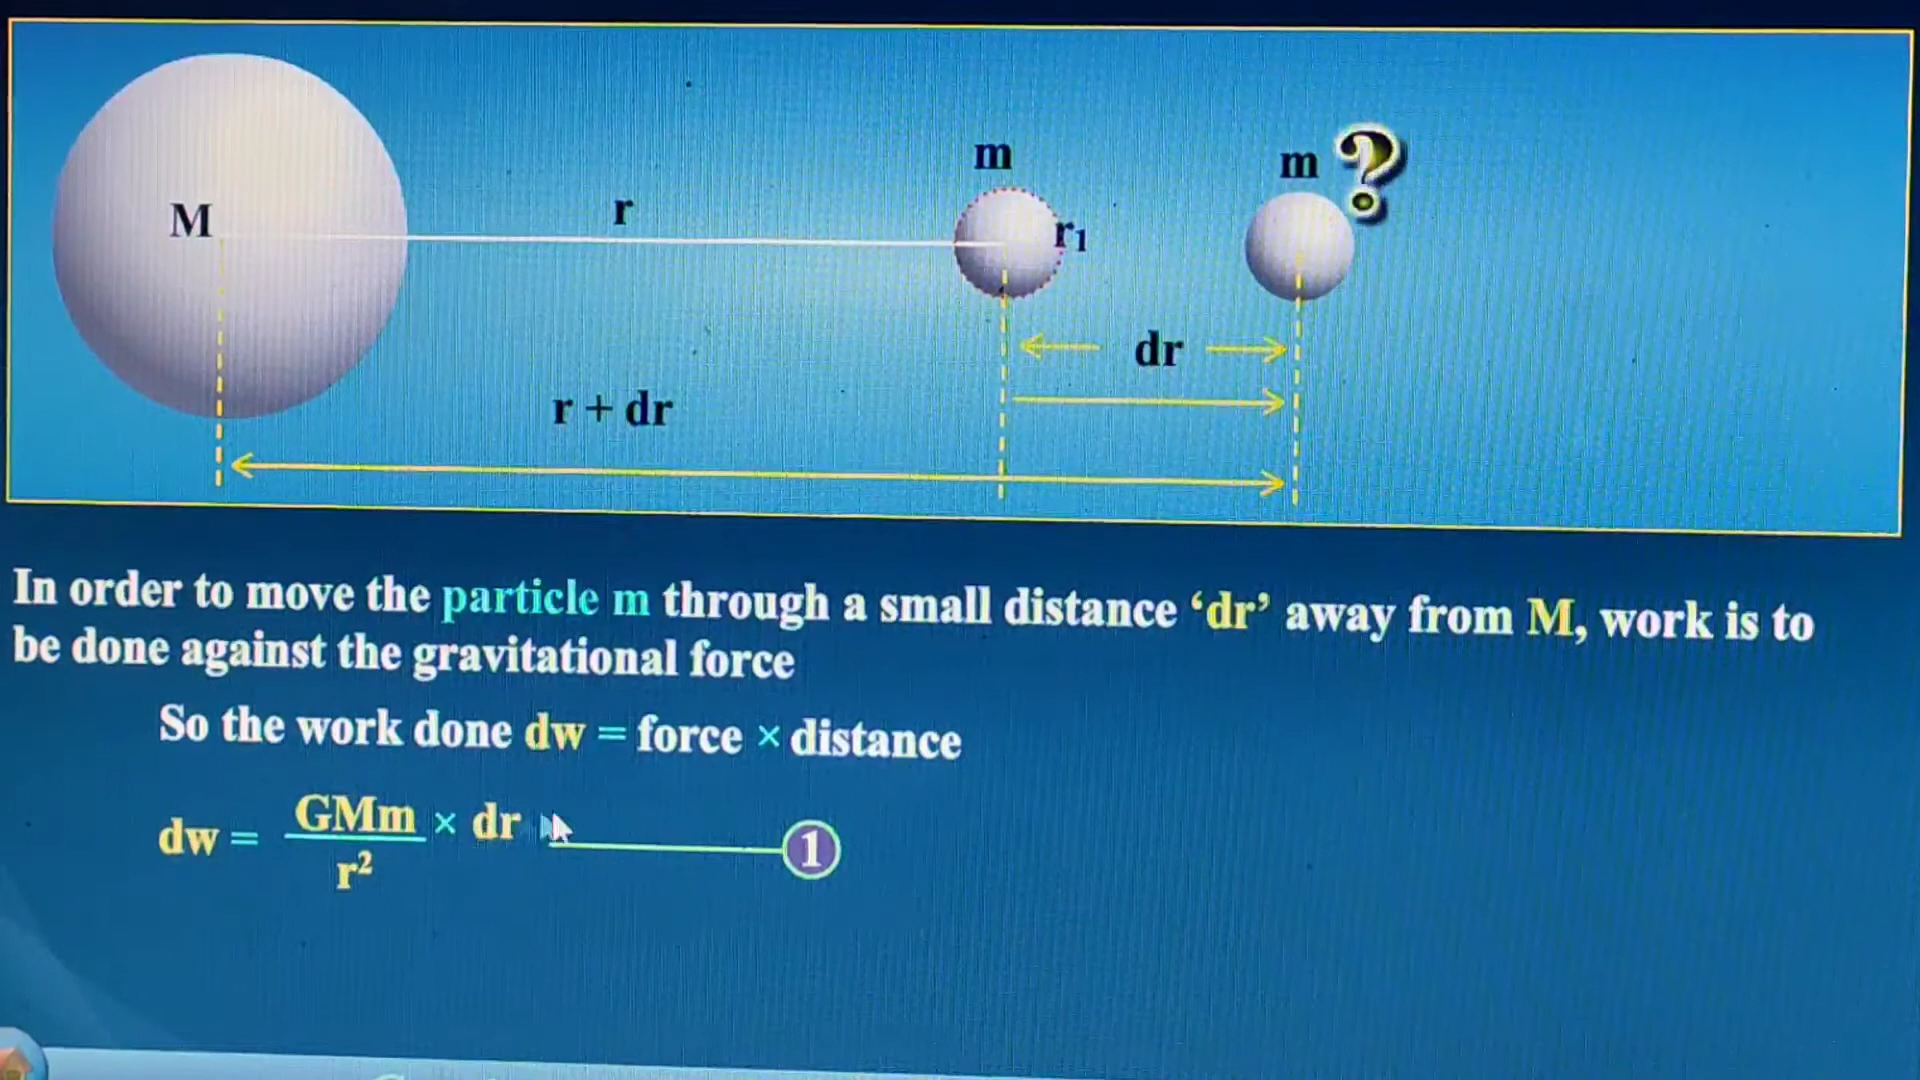 m
m ?
M
r
r1
dr
r + dr
In order to move the particle m through a small distance ‘dr’ away from M, work is to
be done against the gravitational force
So the work done dw = force × distance
dw = GMm/r² × dr 1